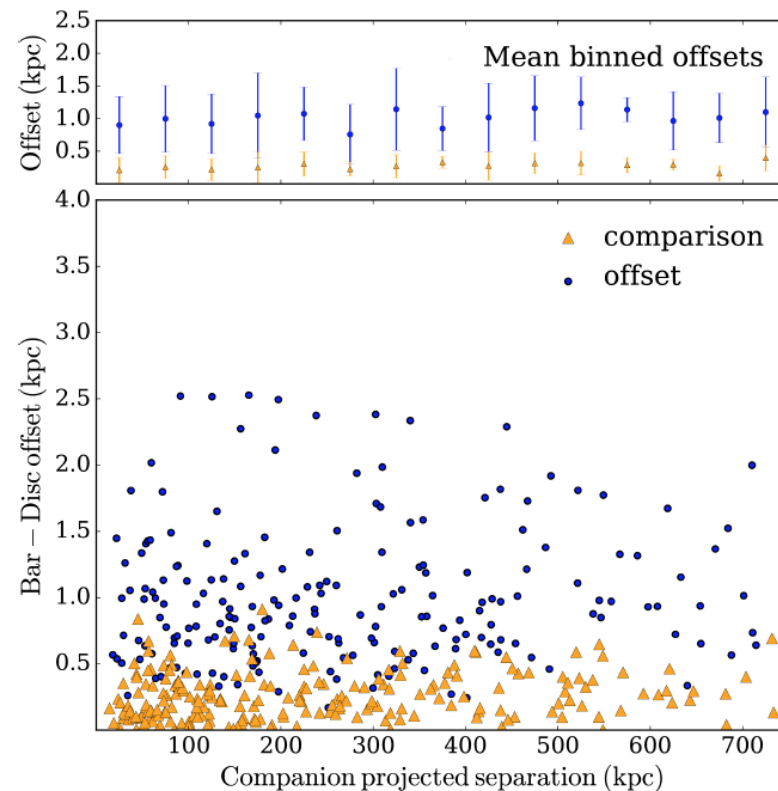 2.5
2.0
1.5
1.0
0.5
Offset (kpc)
Mean binned offsets
4.0
3.5
3.0
2.5
2.0
1.5
1.0
0.5
Bar − Disc offset (kpc)
comparison
offset
100 200 300 400 500 600 700
Companion projected separation (kpc)